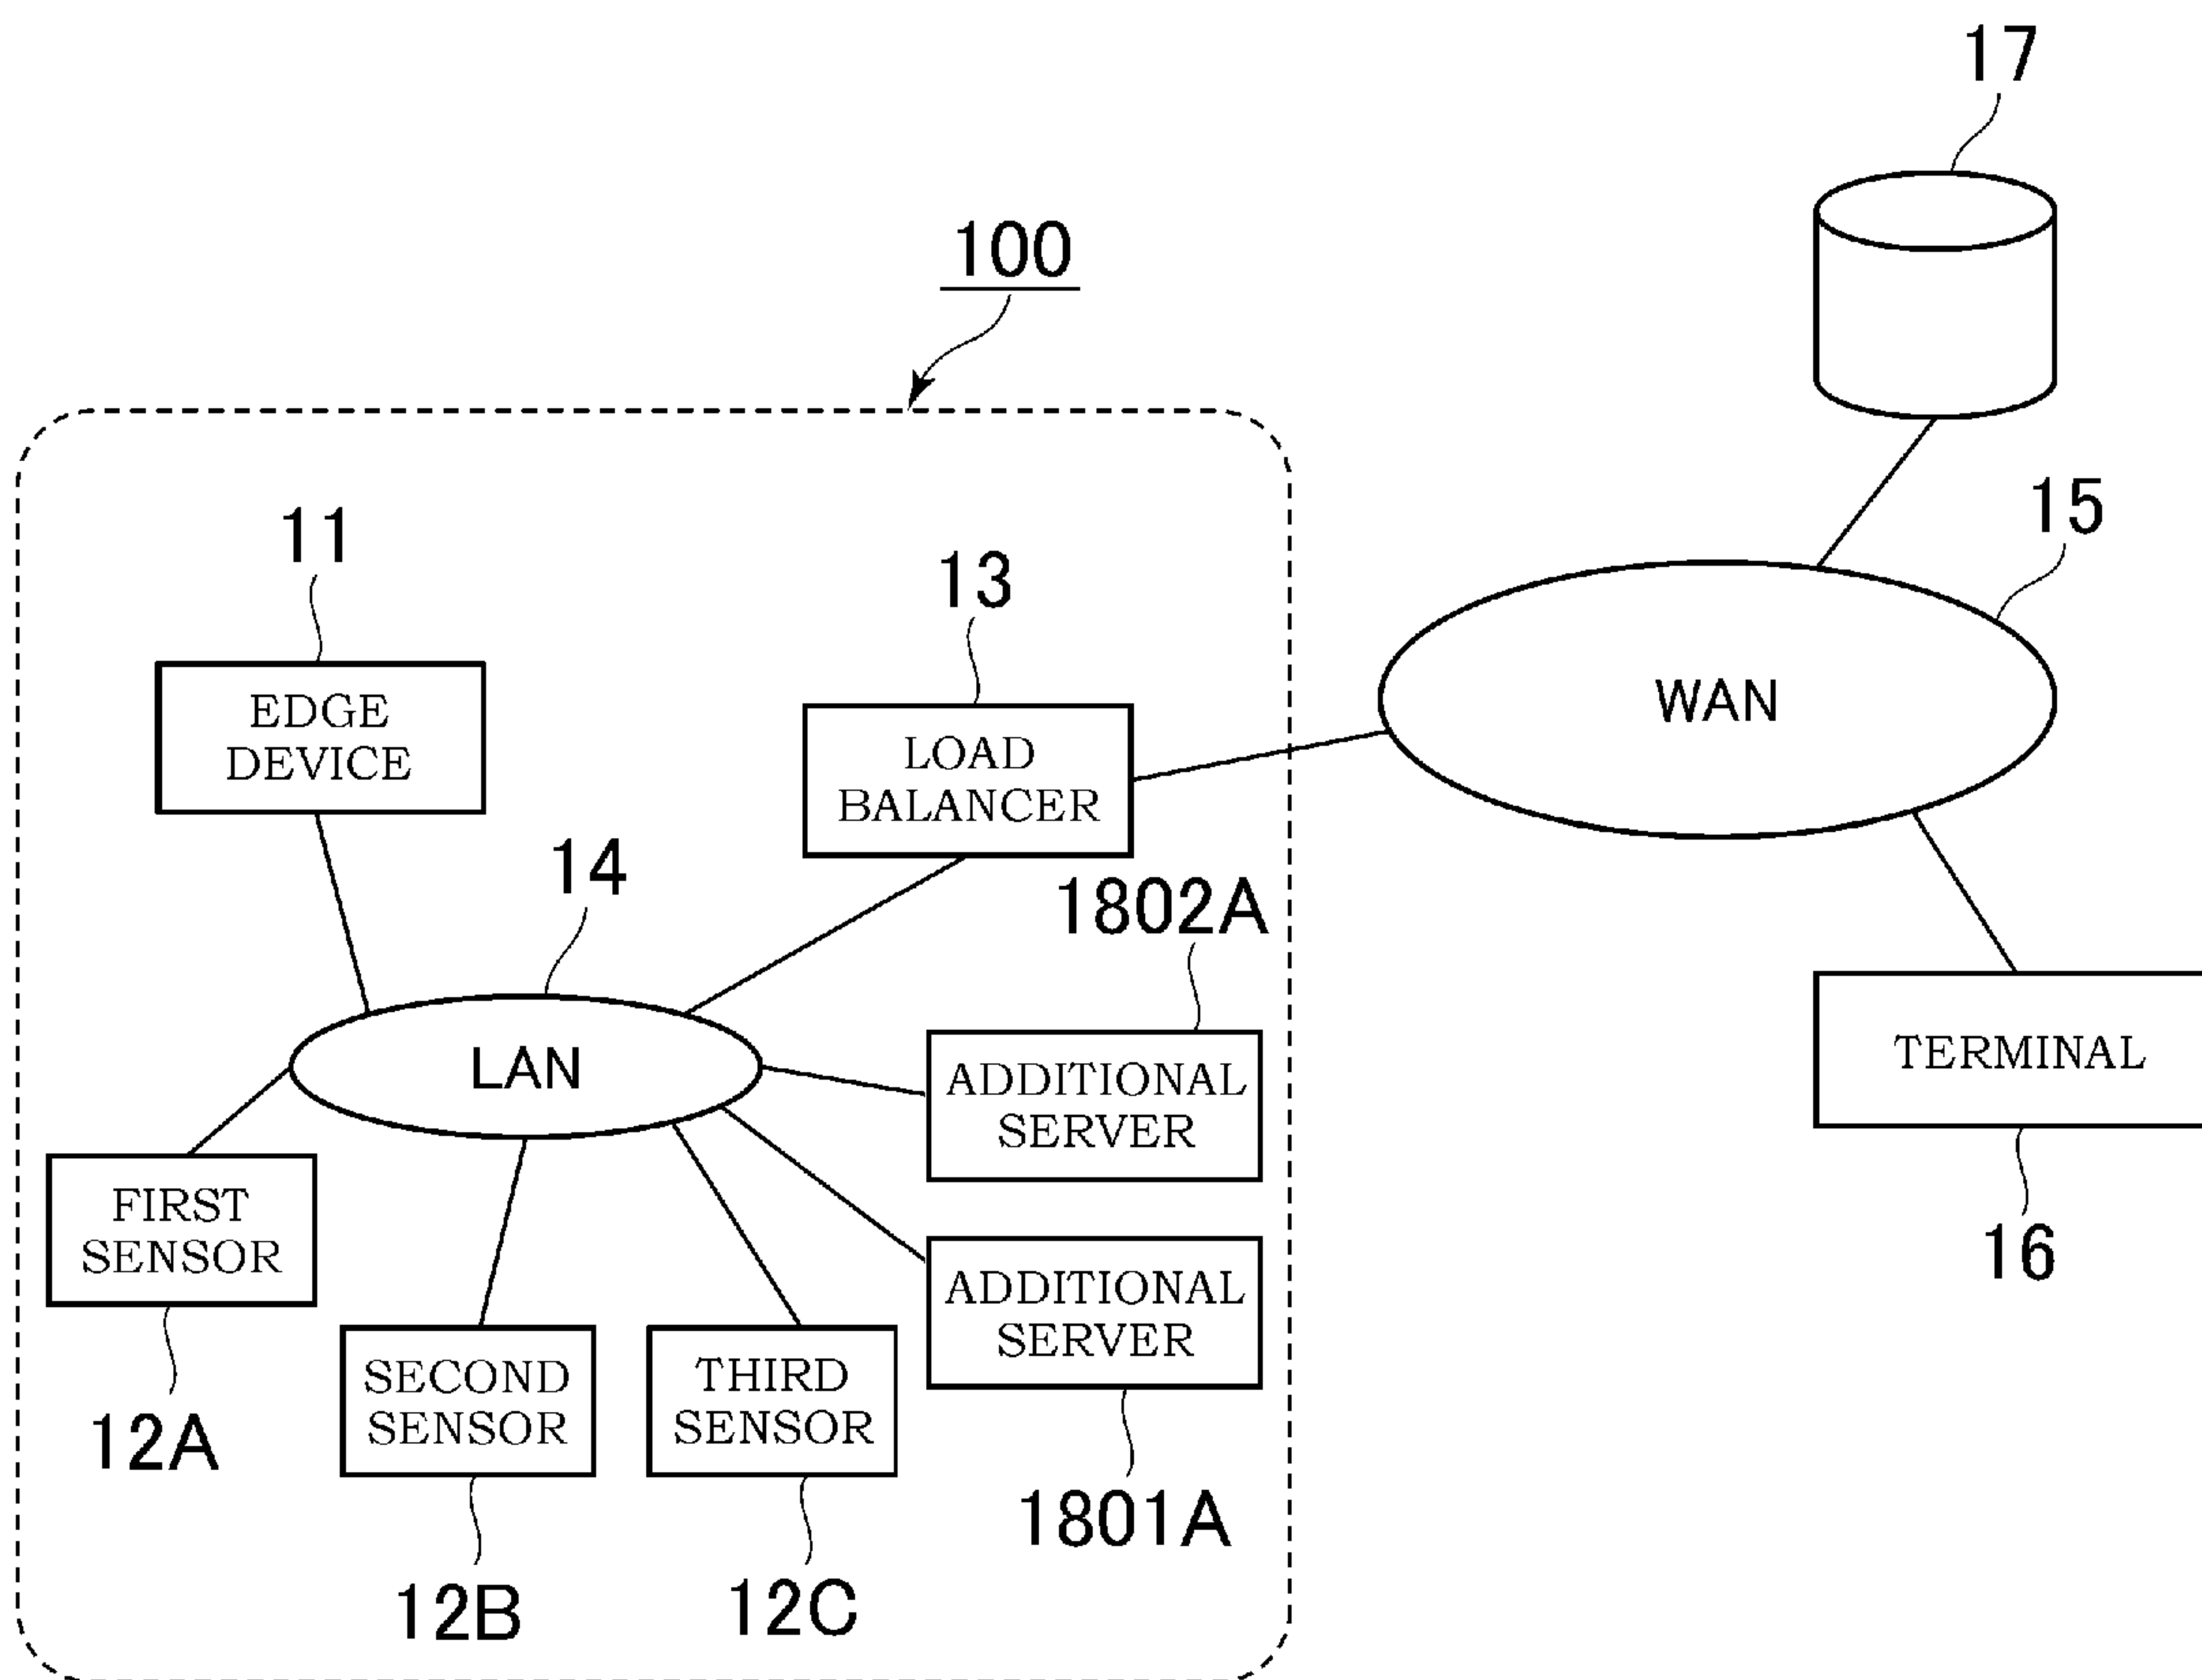 17
100
15
11
13
EDGE
DEVICE
WAN
LOAD
BALANCER
14
1802A
LAN
ADDITIONAL
SERVER
TERMINAL
FIRST
SENSOR
16
ADDITIONAL
SERVER
SECOND
SENSOR
THIRD
SENSOR
12A
1801A
12B
12C